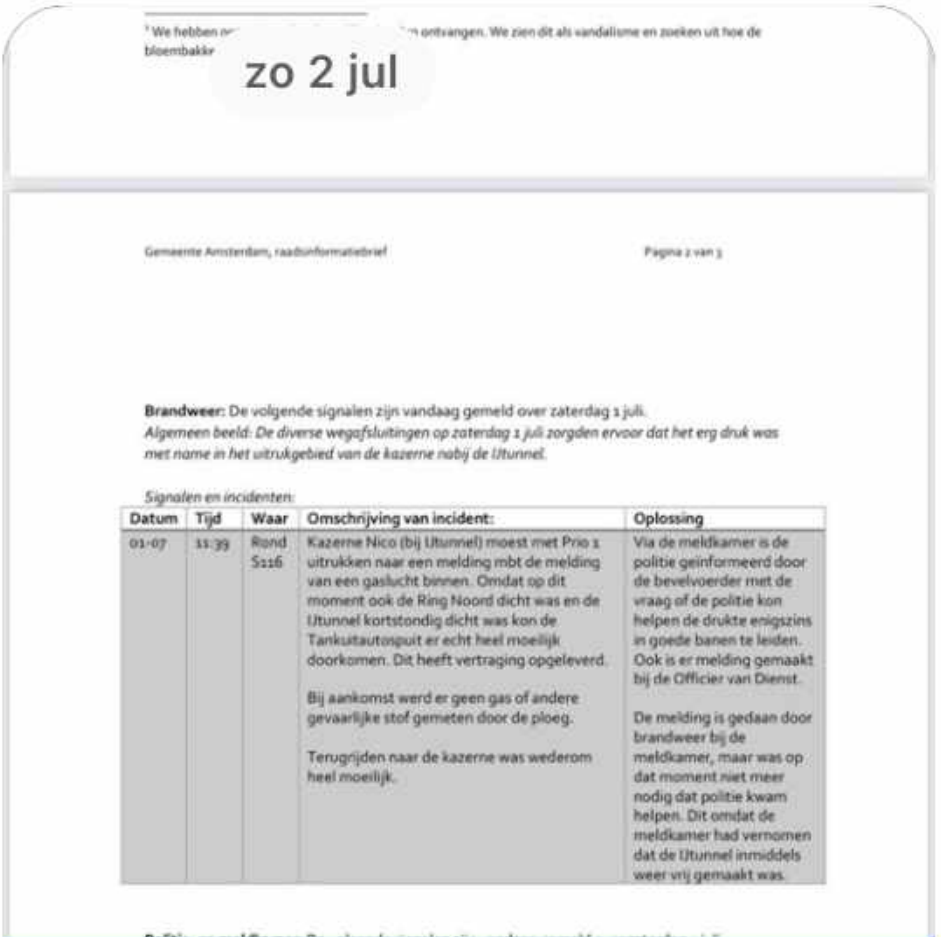 ¹ We hebben
ontvangen. We zien dit als vandalisme en zoeken uit hoe de
zo 2 jul
Gemeente Amsterdam, raadsinformatiebrief
Pagina 2 van 3
Brandweer: De volgende signalen zijn vandaag gemeld over zaterdag 1 juli.
Algemeen beeld: De diverse wegafsluitingen op zaterdag 1 juli zorgden ervoor dat het erg druk was
met name in het uitrukgebied van de kazerne nabij de IJtunnel.
Signalen en incidenten:
Datum Tijd Waar Omschrijving van incident: Oplossing
01-07 11:39 Rond
S116
Kazerne Nico (bij IJtunnel) moest met Prio 1
uitrukken naar een melding mbt de melding
van een gaslucht binnen. Omdat op dit
moment ook de Ring Noord dicht was en de
IJtunnel kortstondig dicht was kon de
Tankuitautospuit er echt heel moeilijk
doorkomen. Dit heeft vertraging opgeleverd.
Bij aankomst werd er geen gas of andere
gevaarlijke stof gemeten door de ploeg.
Terugrijden naar de kazerne was wederom
heel moeilijk.
Via de meldkamer is de
politie geïnformeerd door
de bevelvoerder met de
vraag of de politie kon
helpen de drukte enigszins
in goede banen te leiden.
Ook is er melding gemaakt
bij de Officier van Dienst.
De melding is gedaan door
brandweer bij de
meldkamer, maar was op
dat moment niet meer
nodig dat politie kwam
helpen. Dit omdat de
meldkamer had vernomen
dat de IJtunnel inmiddels
weer vrij gemaakt was.